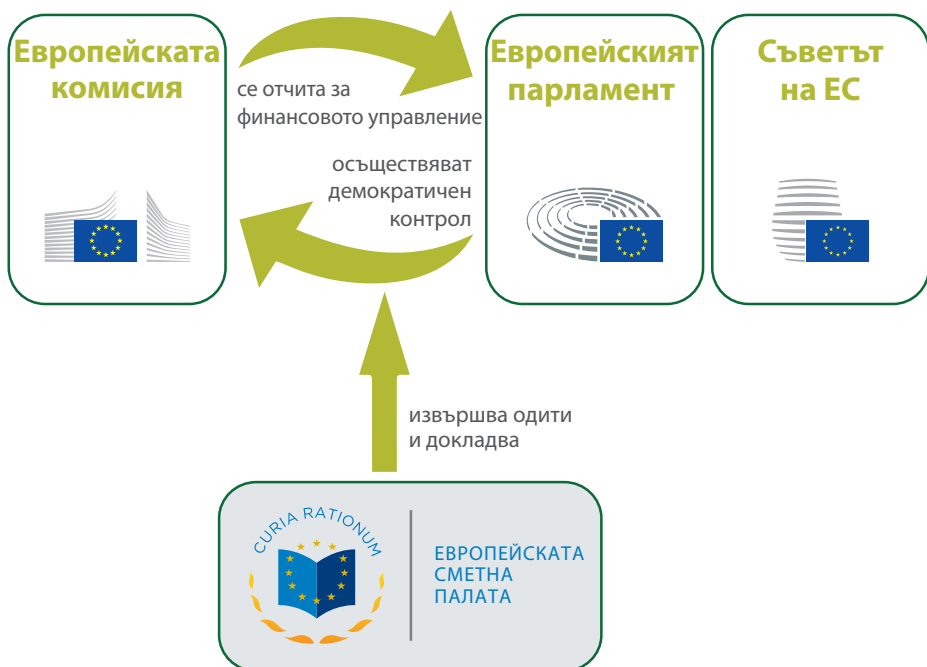 Европейската
комисия
се отчита за
финансовото управление
осъществяват
демократичен
контрол
Европейският
парламент
Съветът
на ЕС
извършва одити
и докладва
CURIA RATIONUM
ЕВРОПЕЙСКАТА
СМЕТНА
ПАЛАТА